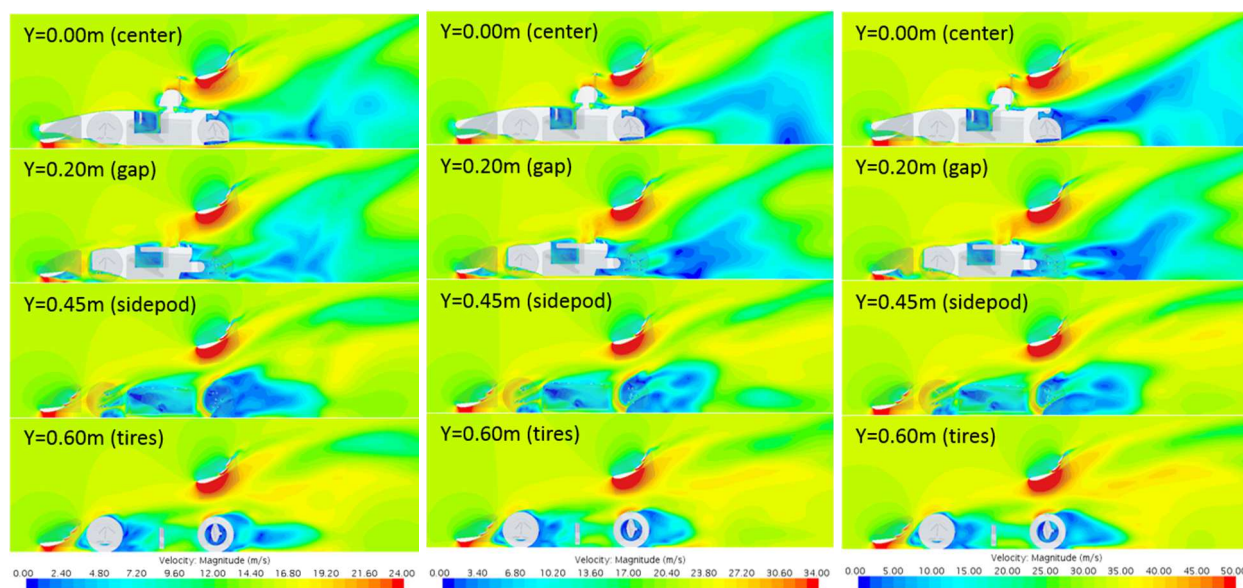 Y=0.00m (center)
Y=0.20m (gap)
Y=0.45m (sidepod)
Y=0.60m (tires)
Velocity: Magnitude (m/s)
0.00 2.40 4.80 7.20 9.60 12.00 14.40 16.80 19.20 21.60 24.00
Y=0.00m (center)
Y=0.20m (gap)
Y=0.45m (sidepod)
Y=0.60m (tires)
Velocity: Magnitude (m/s)
0.00 3.40 6.80 10.20 13.60 17.00 20.40 23.80 27.20 30.60 34.00
Y=0.00m (center)
Y=0.20m (gap)
Y=0.45m (sidepod)
Y=0.60m (tires)
Velocity: Magnitude (m/s)
0.00 5.00 10.00 15.00 20.00 25.00 30.00 35.00 40.00 45.00 50.00